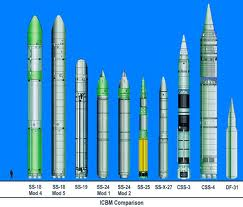 SS-18 SS-18 SS-19 SS-24 SS-24 SS-25 SS-X-27 CSS-3 CSS-4 DF-31
Mod 4 Mod 5 Mod 1 Mod 2
ICBM Comparison